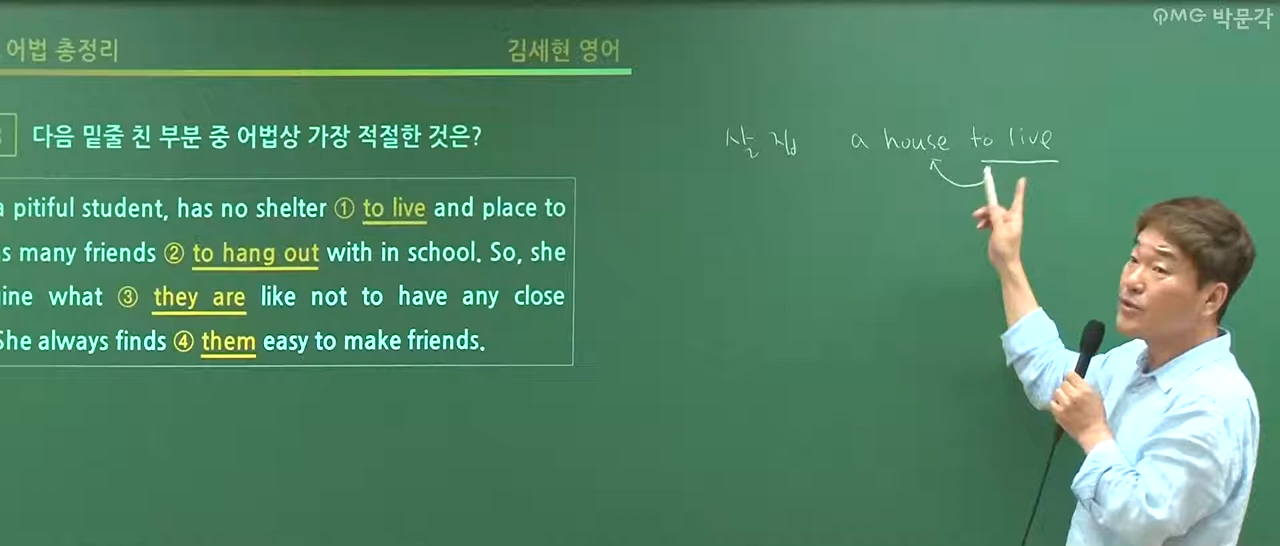 PMG 박문각
어법 총정리
김세현 영어
다음 밑줄 친 부분 중 어법상 가장 적절한 것은?
a pitiful student, has no shelter ① to live and place to
s many friends ② to hang out with in school. So, she
ine what ③ they are like not to have any close
She always finds ④ them easy to make friends.
살 집 a house to live